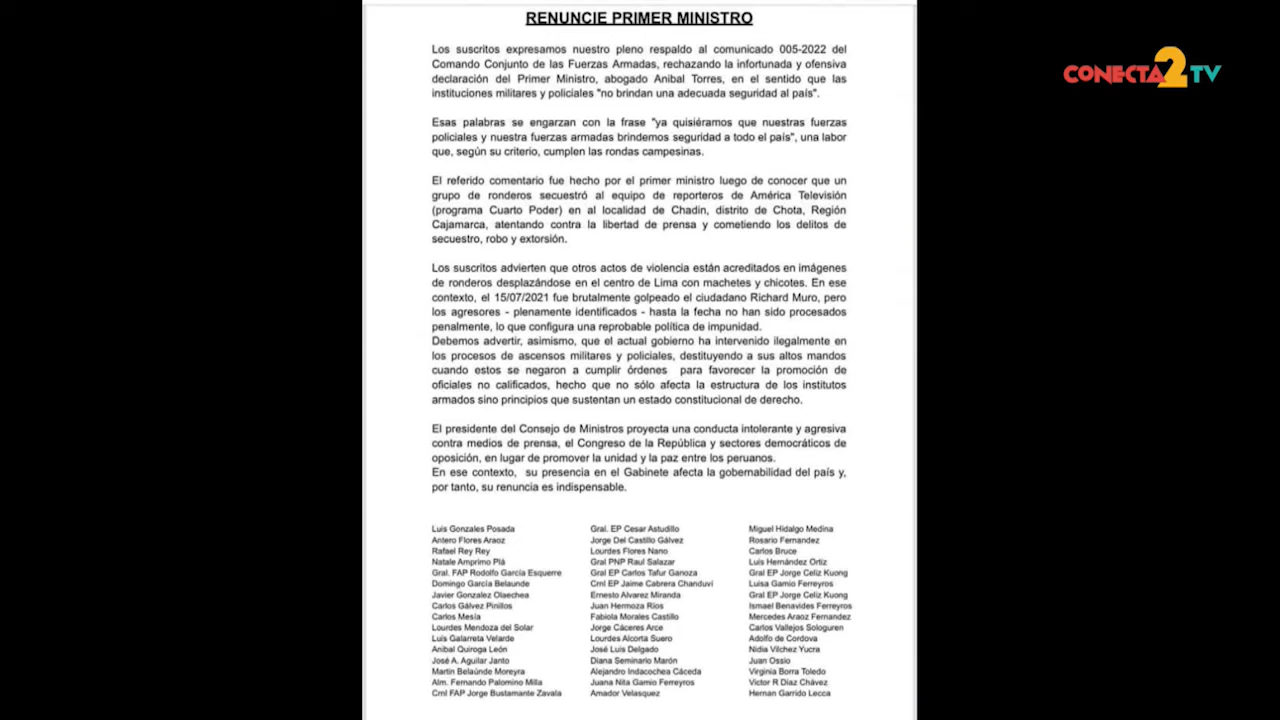 RENUNCIE PRIMER MINISTRO
Los suscritos expresamos nuestro pleno respaldo al comunicado 005-2022 del
Comando Conjunto de las Fuerzas Armadas, rechazando la infortunada y ofensiva
declaración del Primer Ministro, abogado Anibal Torres, en el sentido que las
instituciones militares y policiales "no brindan una adecuada seguridad al país".
Esas palabras se engarzan con la frase "ya quisiéramos que nuestras fuerzas
policiales y nuestra fuerzas armadas brindemos seguridad a todo el país", una labor
que, según su criterio, cumplen las rondas campesinas.
El referido comentario fue hecho por el primer ministro luego de conocer que un
grupo de ronderos secuestró al equipo de reporteros de América Televisión
(programa Cuarto Poder) en al localidad de Chadin, distrito de Chota, Región
Cajamarca, atentando contra la libertad de prensa y cometiendo los delitos de
secuestro, robo y extorsión.
Los suscritos advierten que otros actos de violencia están acreditados en imágenes
de ronderos desplazándose en el centro de Lima con machetes y chicotes. En ese
contexto, el 15/07/2021 fue brutalmente golpeado el ciudadano Richard Muro, pero
los agresores - plenamente identificados - hasta la fecha no han sido procesados
penalmente, lo que configura una reprobable política de impunidad.
Debemos advertir, asimismo, que el actual gobierno ha intervenido ilegalmente en
los procesos de ascensos militares y policiales, destituyendo a sus altos mandos
cuando estos se negaron a cumplir órdenes para favorecer la promoción de
oficiales no calificados, hecho que no sólo afecta la estructura de los institutos
armados sino principios que sustentan un estado constitucional de derecho.
El presidente del Consejo de Ministros proyecta una conducta intolerante y agresiva
contra medios de prensa, el Congreso de la República y sectores democráticos de
oposición, en lugar de promover la unidad y la paz entre los peruanos.
En ese contexto, su presencia en el Gabinete afecta la gobernabilidad del país y,
por tanto, su renuncia es indispensable.
Luis Gonzales Posada
Antero Flores Araoz
Rafael Rey Rey
Natale Amprimo Plá
Gral. FAP Rodolfo García Esquerre
Domingo García Belaunde
Javier Gonzalez Olaechea
Carlos Gálvez Pinillos
Carlos Mesía
Lourdes Mendoza del Solar
Luis Galarreta Velarde
Anibal Quiroga León
José A. Aguilar Janto
Martin Belaúnde Moreyra
Alm. Fernando Palomino Milla
Crnl FAP Jorge Bustamante Zavala
Gral. EP Cesar Astudillo
Jorge Del Castillo Gálvez
Lourdes Flores Nano
Gral PNP Raul Salazar
Gral EP Carlos Tafur Ganoza
Crnl EP Jaime Cabrera Chanduví
Ernesto Alvarez Miranda
Juan Hermoza Ríos
Fabiola Morales Castillo
Jorge Cáceres Arce
Lourdes Alcorta Suero
José Luis Delgado
Diana Seminario Marón
Alejandro Indacochea Cáceda
Juana Nita Gamio Ferreyros
Amador Velasquez
Miguel Hidalgo Medina
Rosario Fernandez
Carlos Bruce
Luis Hernández Ortiz
Gral EP Jorge Celiz Kuong
Luisa Gamio Ferreyros
Gral EP Jorge Celiz Kuong
Ismael Benavides Ferreyros
Mercedes Araoz Fernandez
Carlos Vallejos Sologuren
Adolfo de Cordova
Nidia Vilchez Yucra
Juan Ossio
Virginia Borra Toledo
Victor R Diaz Chávez
Hernan Garrido Lecca
CONECTA2TV